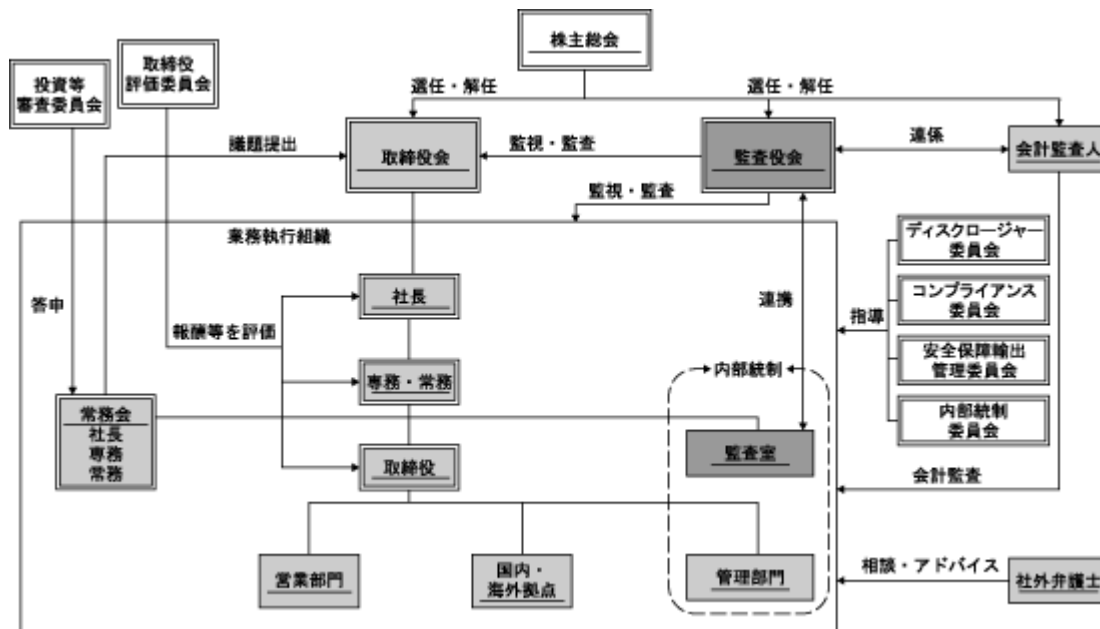 株主総会
取締役
評価委員会
投資等
審査委員会
選任・解任
選任・解任
議題提出
取締役会
監視・監査
監査役会
連係
会計監査人
監視・監査
業務執行組織
ディスクロージャー
委員会
答申
社長
連携
コンプライアンス
委員会
指導
報酬等を評価
安全保障輸出
管理委員会
専務・常務
内部統制
内部統制
委員会
常務会
社長
専務
常務
取締役
監査室
会計監査
営業部門
国内・
海外拠点
管理部門
相談・アドバイス
社外弁護士